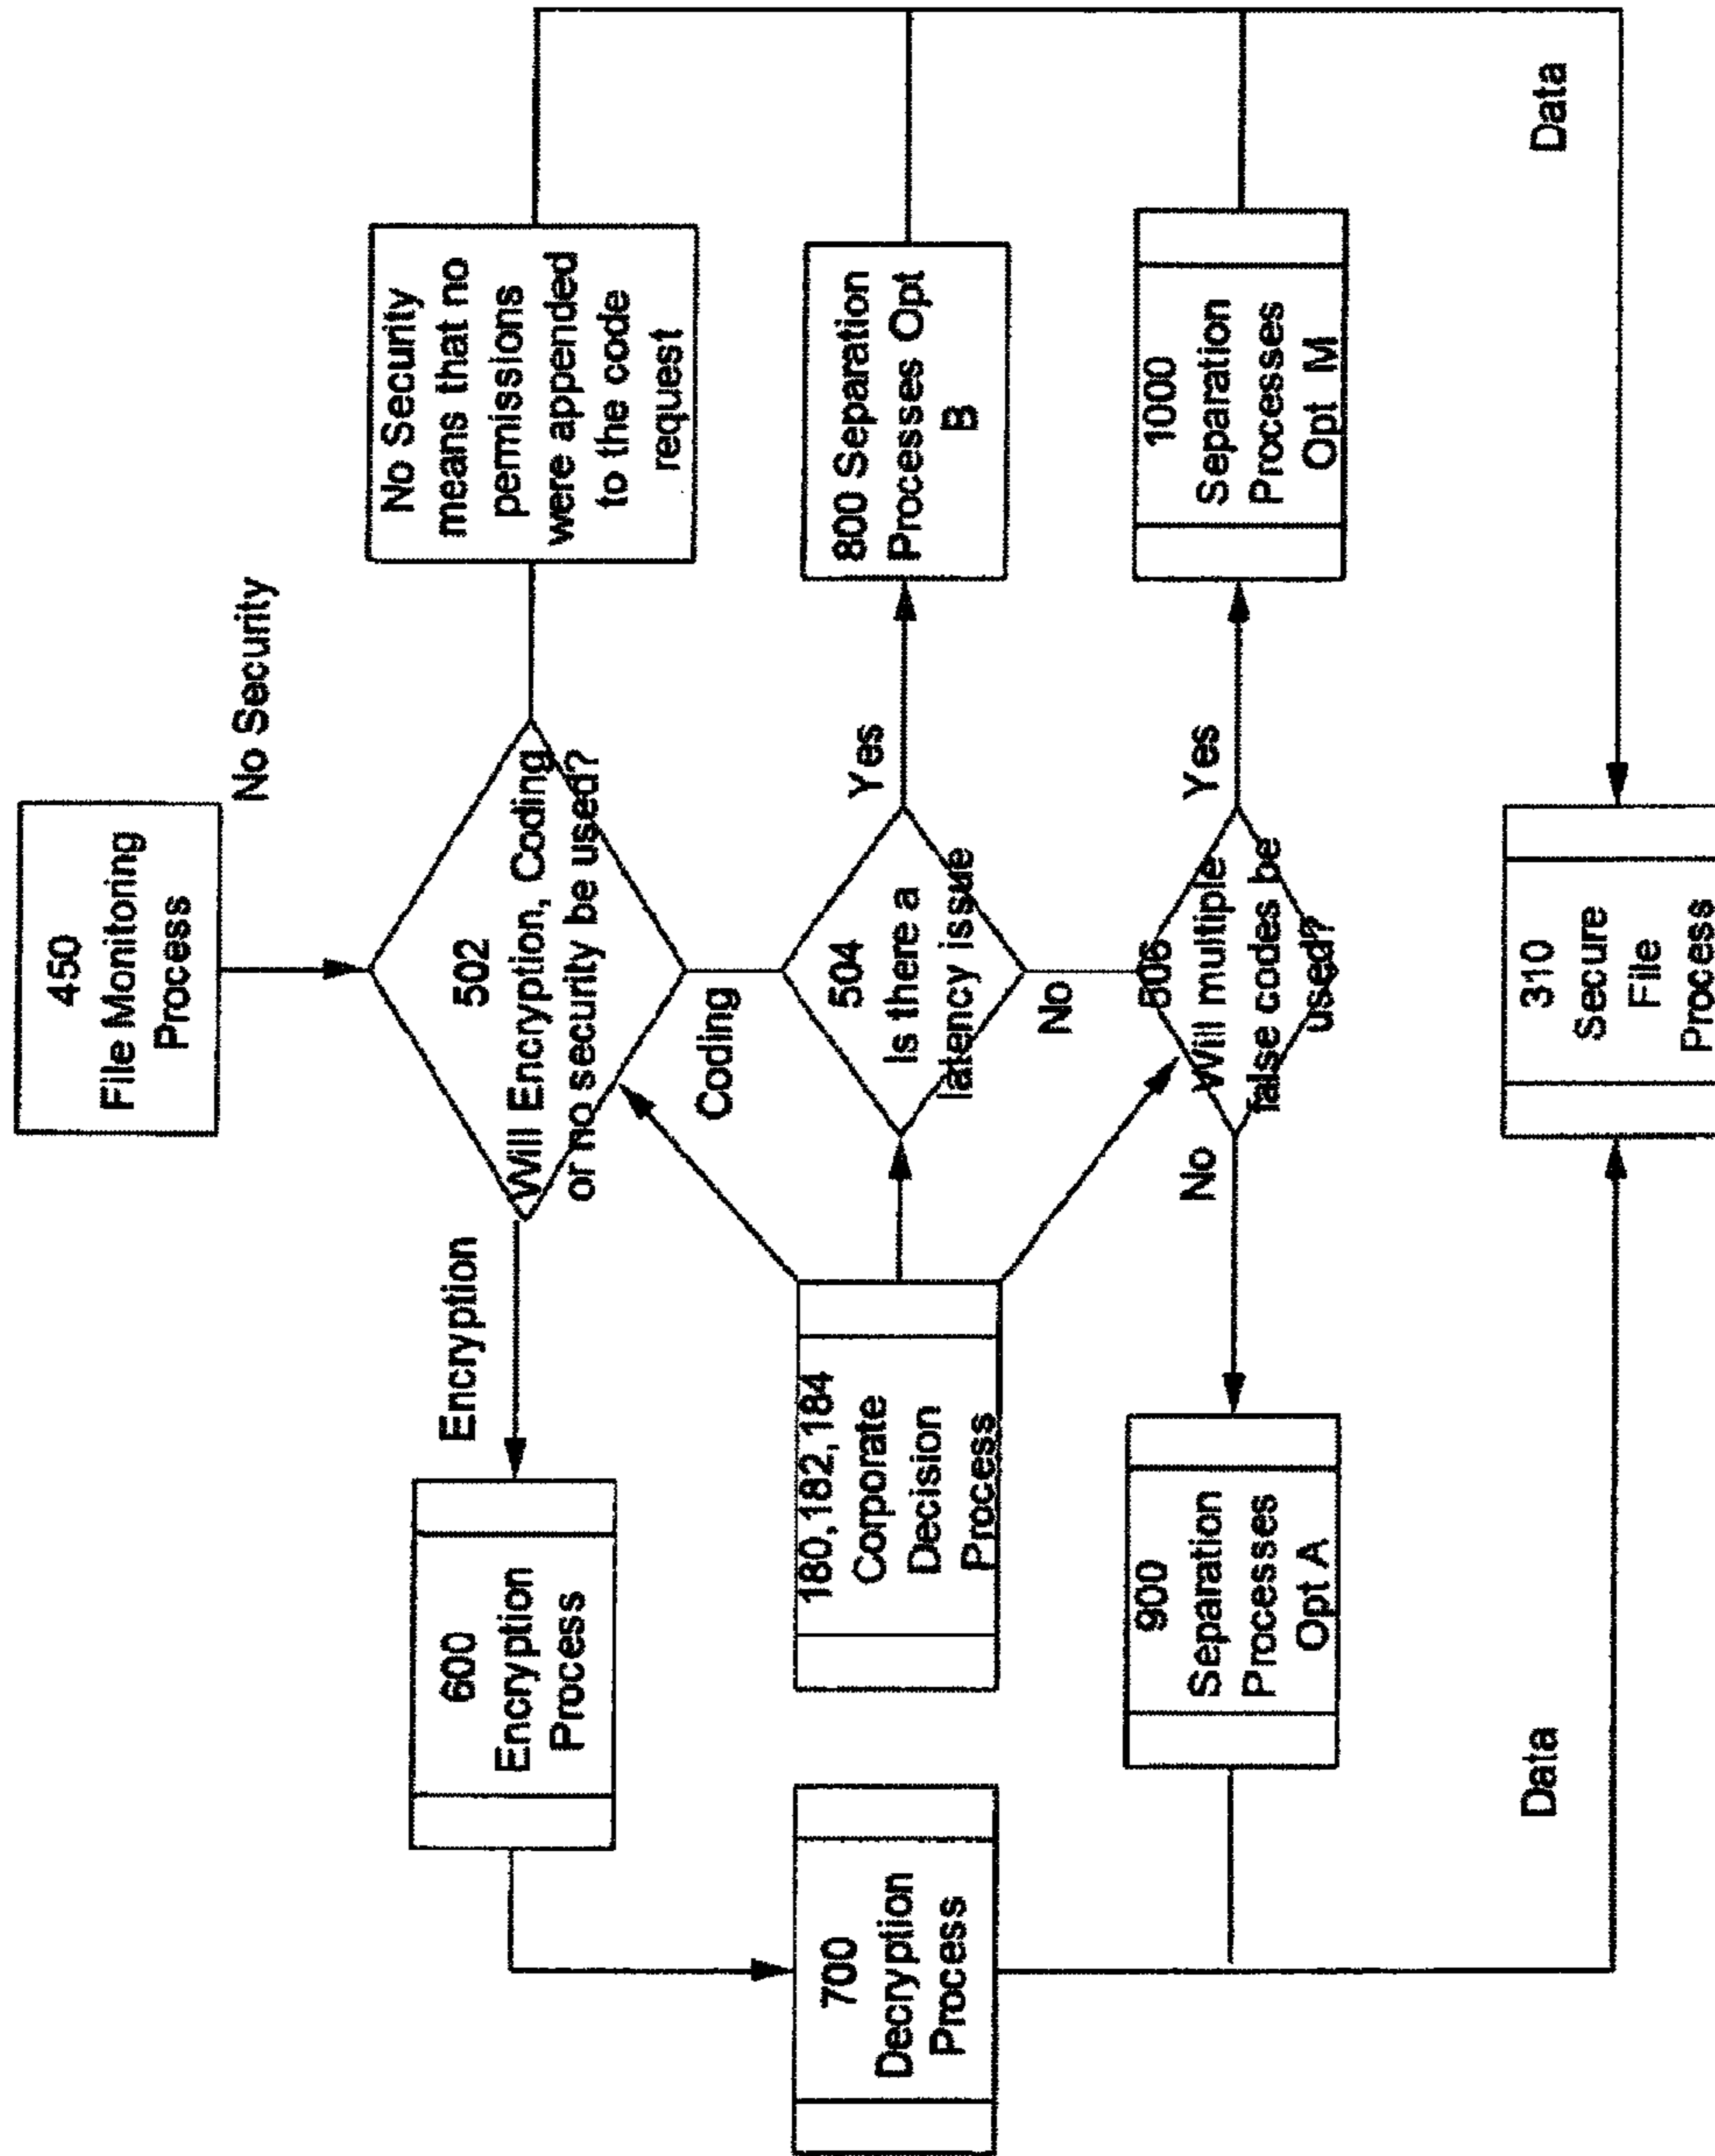 450
File Monitoring
Process
No Security
502
Will Encryption, Coding
or no security be used?
No Security
means that no
permissions
were appended
to the code
request
Encryption
600
Encryption
Process
Coding
180,182,184
Corporate
Decision
Process
504
Is there a
latency issue
Yes
800 Separation
Processes Opt
B
700
Decryption
Process
No
506
Will multiple
false codes be
used?
Yes
1000
Separation
Processes
Opt M
No
900
Separation
Processes
Opt A
Data
310
Secure
File
Process
Data